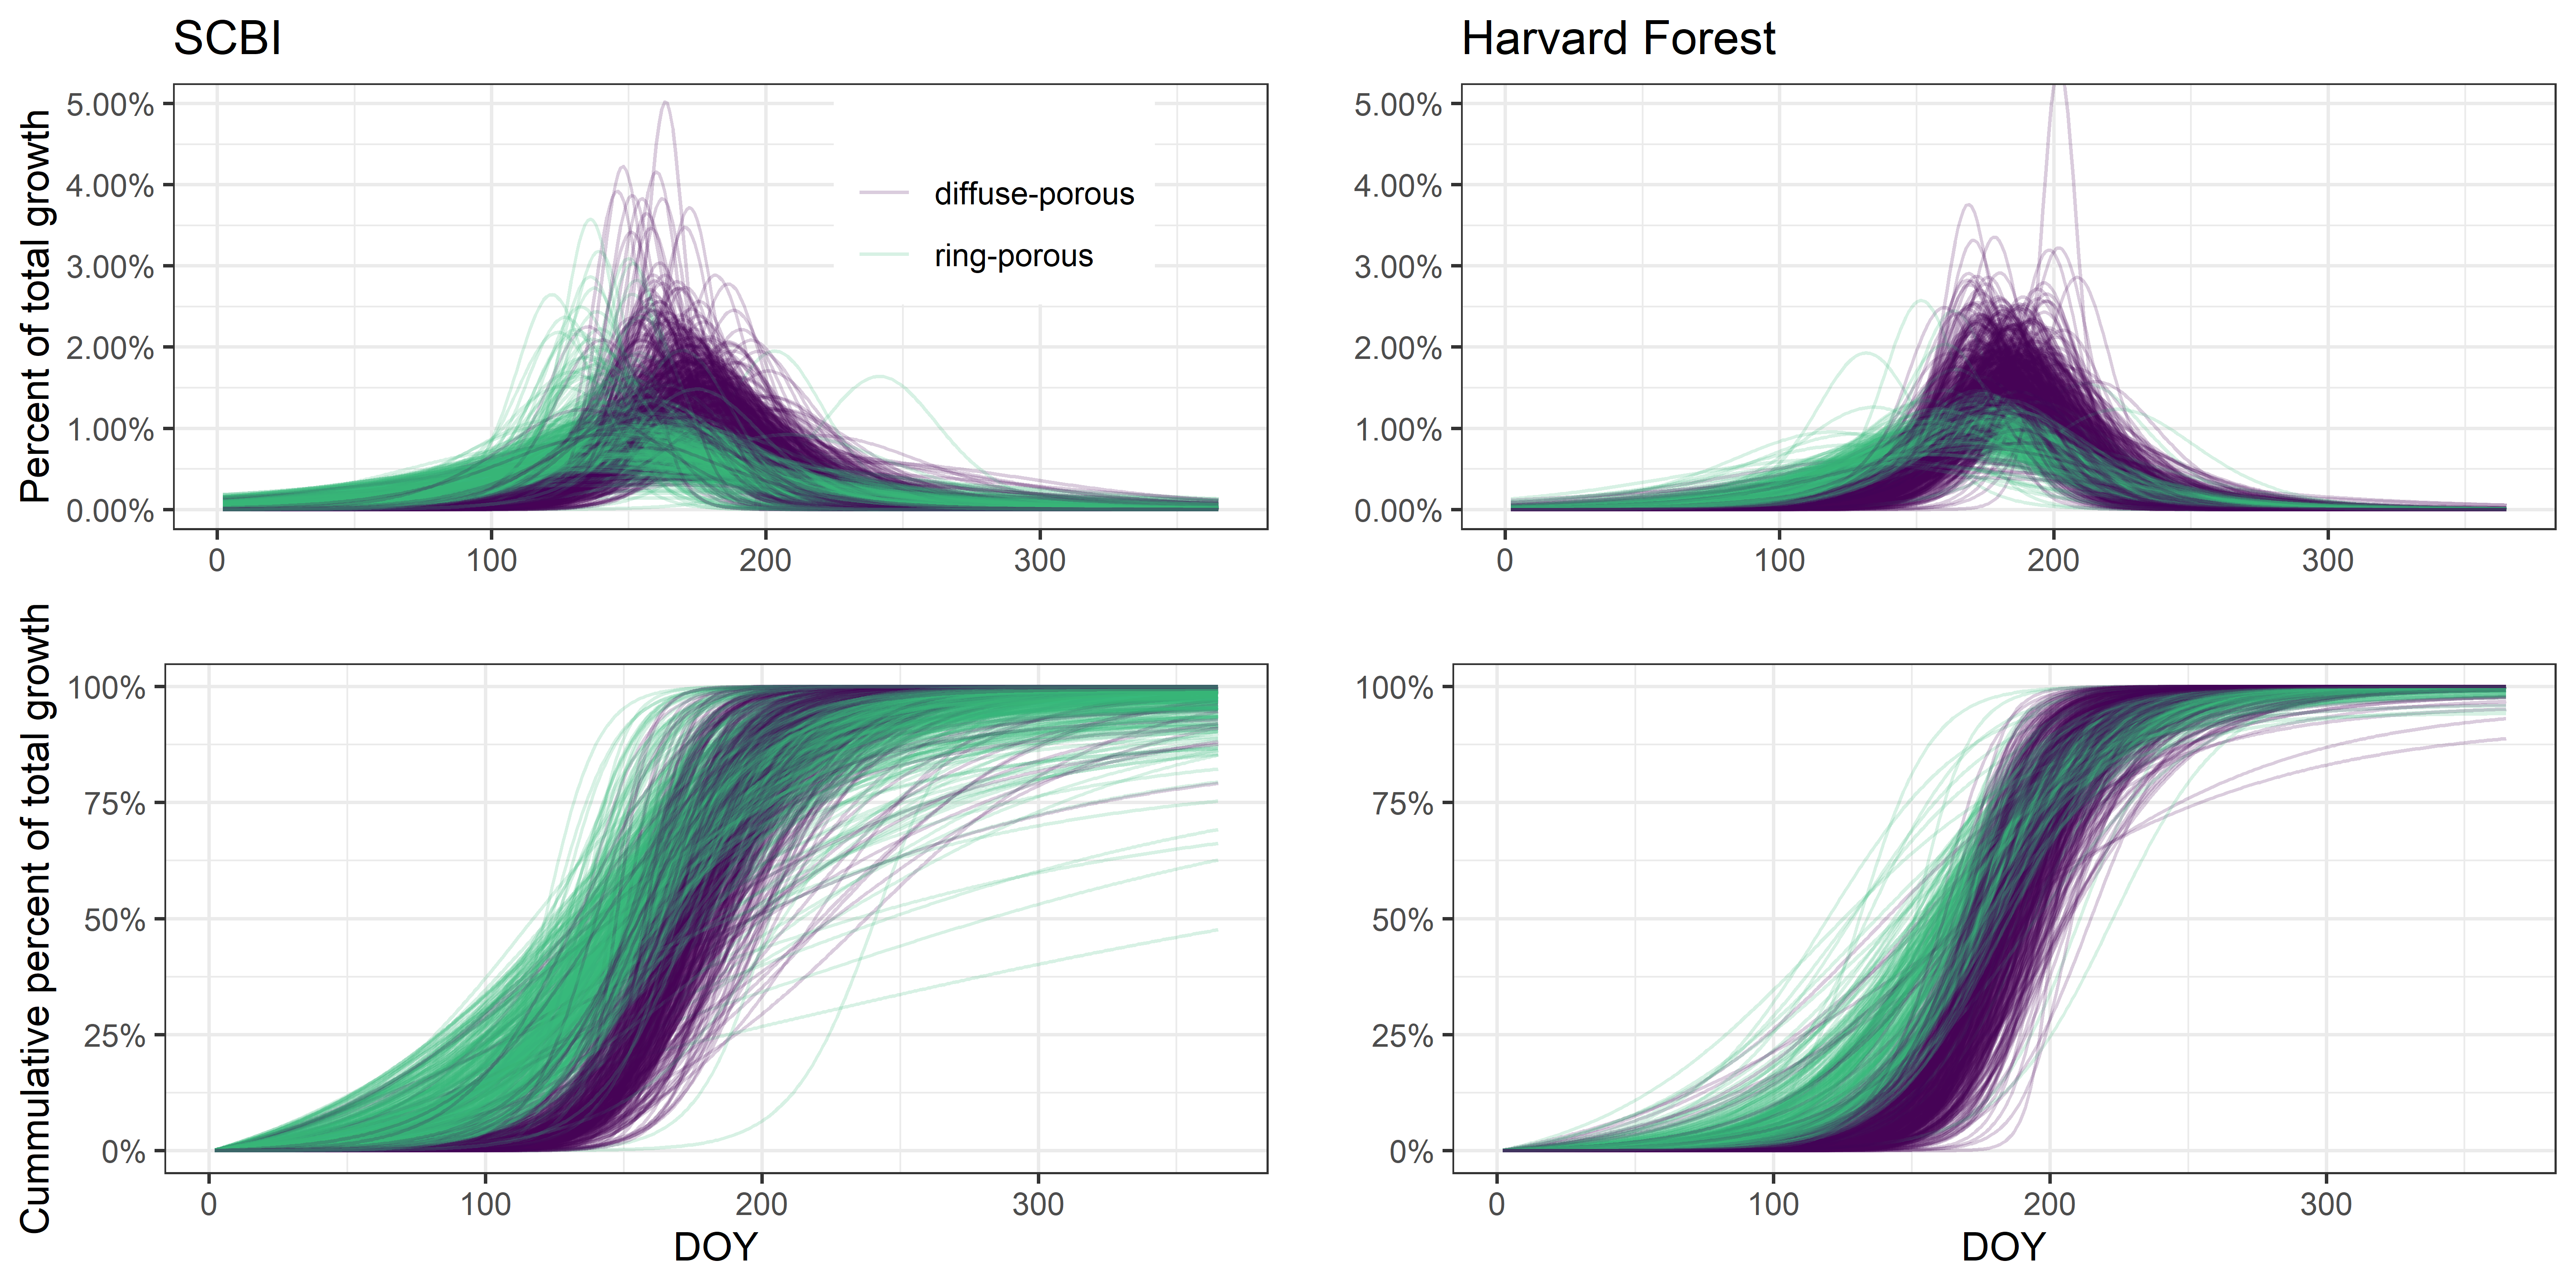 SCBI
Harvard Forest
Percent of total growth
5.00%
4.00%
3.00%
2.00%
1.00%
0.00%
diffuse-porous
ring-porous
0 100 200 300
5.00%
4.00%
3.00%
2.00%
1.00%
0.00%
0 100 200 300
Cummulative percent of total growth
100%
75%
50%
25%
0%
0 100 200 300
DOY
100%
75%
50%
25%
0%
0 100 200 300
DOY